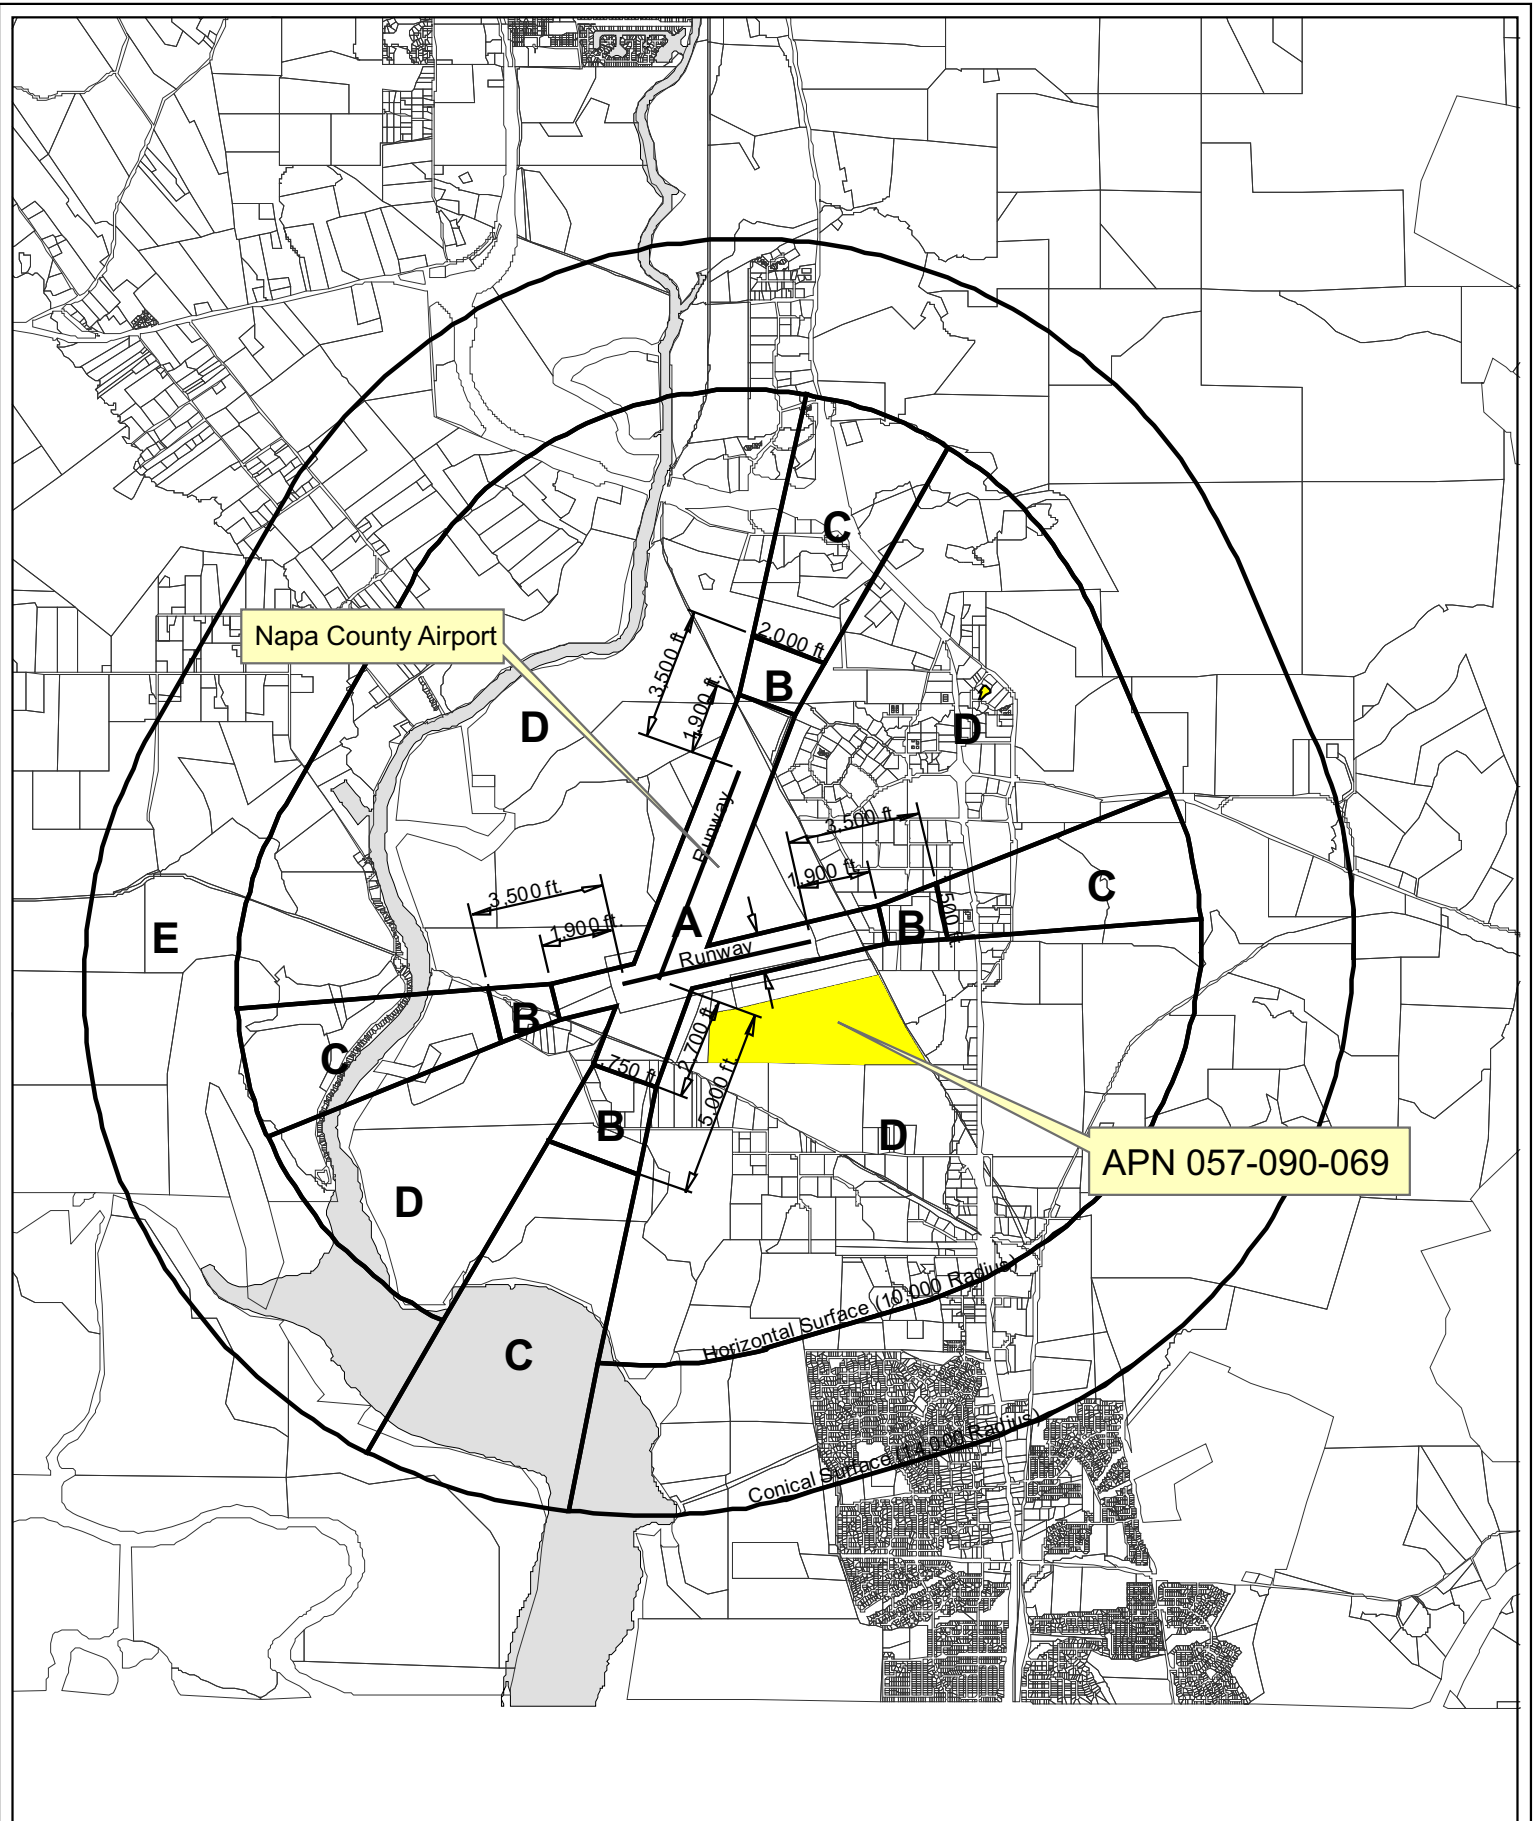 C
Napa County Airport
2,000 ft
3,500 ft.
B
1,900 ft.
D
D
Runway
3,500 ft.
1,900 ft.
C
3,500 ft.
500 ft.
1,900 ft.
A
B
E
Runway
B
C
2,700 ft.
750 ft.
5,000 ft.
B
D
APN 057-090-069
D
Horizontal Surface (10,000 Radius)
C
Conical Surface (14,000 Radius)